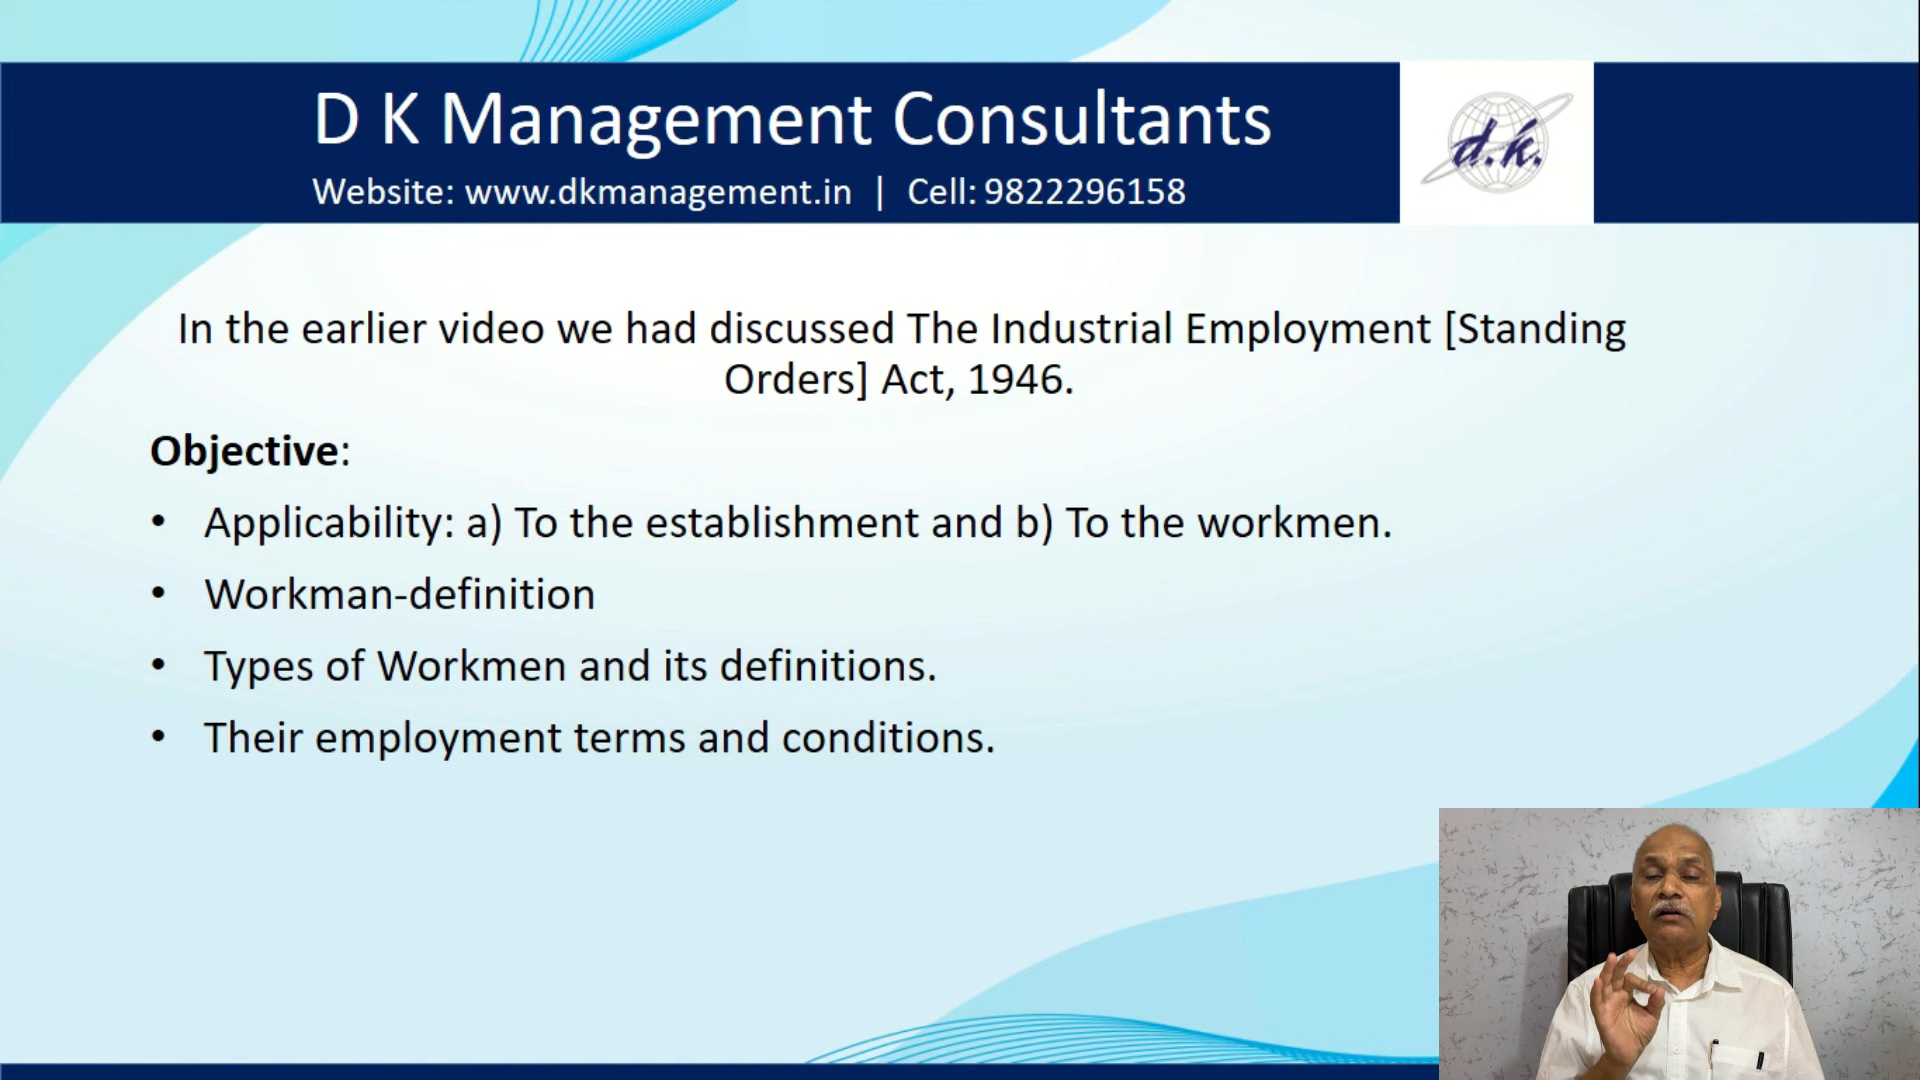 D K Management Consultants
Website: www.dkmanagement.in | Cell: 9822296158
d.k.
In the earlier video we had discussed The Industrial Employment [Standing
Orders] Act, 1946.
Objective:
• Applicability: a) To the establishment and b) To the workmen.
• Workman-definition
• Types of Workmen and its definitions.
• Their employment terms and conditions.